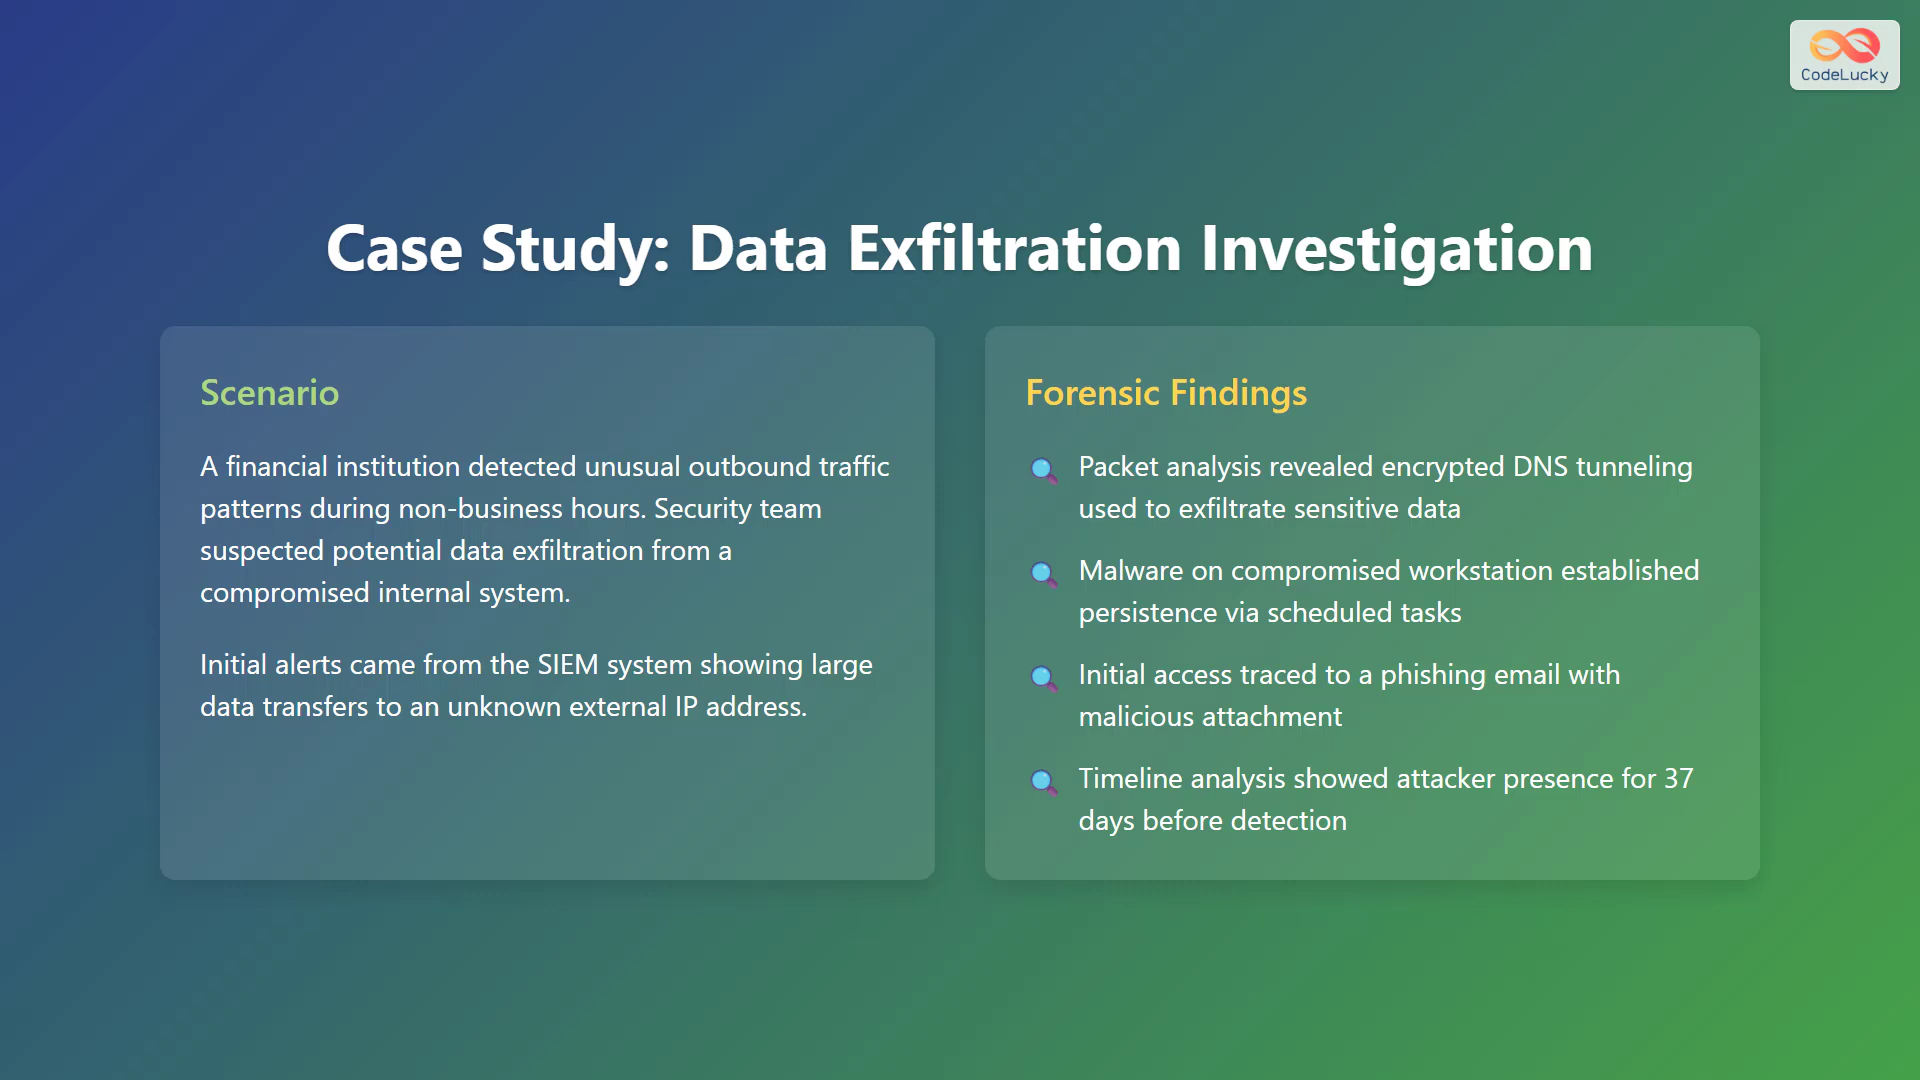 CodeLucky
Case Study: Data Exfiltration Investigation
Scenario
A financial institution detected unusual outbound traffic
patterns during non-business hours. Security team
suspected potential data exfiltration from a
compromised internal system.
Initial alerts came from the SIEM system showing large
data transfers to an unknown external IP address.
Forensic Findings
Packet analysis revealed encrypted DNS tunneling
used to exfiltrate sensitive data
Malware on compromised workstation established
persistence via scheduled tasks
Initial access traced to a phishing email with
malicious attachment
Timeline analysis showed attacker presence for 37
days before detection